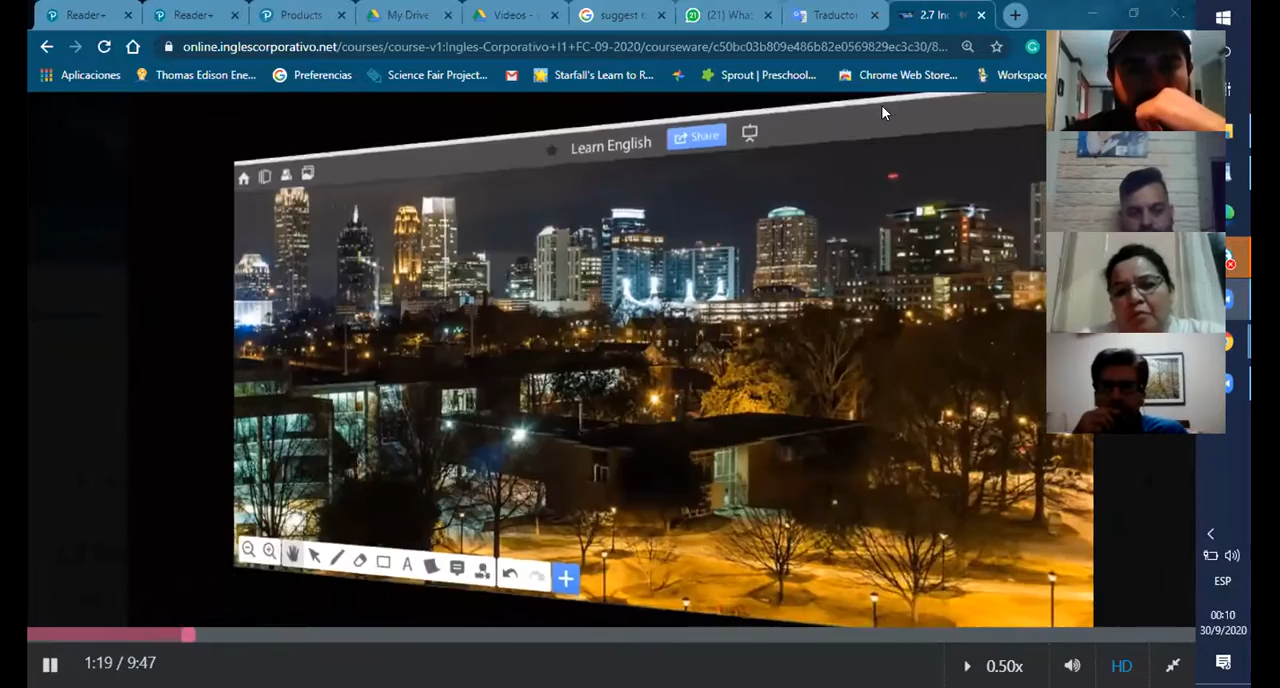 Reader+
Reader+
Products
My Drive
Videos -
suggest c
(21) Wha
Traductor
2.7 Inc
online.inglescorporativo.net/courses/course-v1:Ingles-Corporativo+I1+FC-09-2020/courseware/c50bc03b809e486b82e0569829ec3c30/8...
Aplicaciones
Thomas Edison Ene...
Preferencias
Science Fair Project...
Starfall's Learn to R...
Sprout | Preschool...
Chrome Web Store...
Workspace
Learn English
Share
A
ESP
00:10
30/9/2020
1:19 / 9:47
0.50x
HD